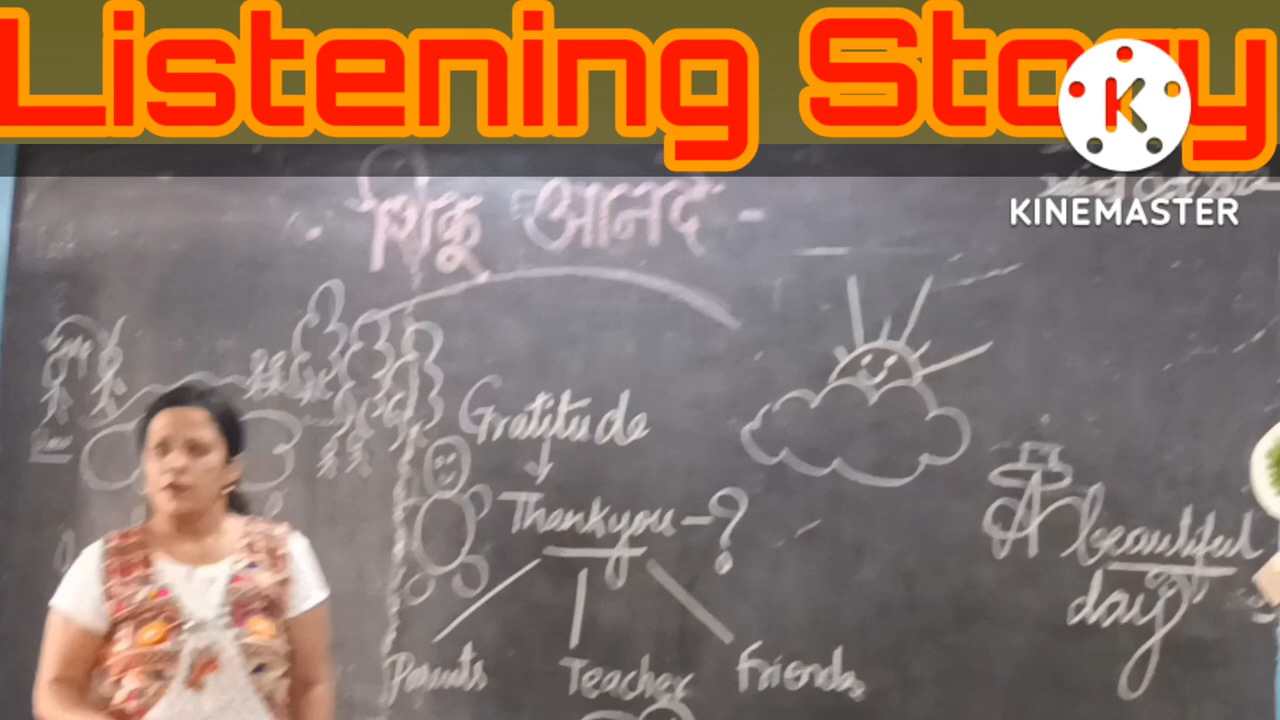 Listening Story
KINEMASTER
शिकू आनंदे -
Gratitude
Thankyou - ?
Parents
Teacher
Friends
A beautiful
day